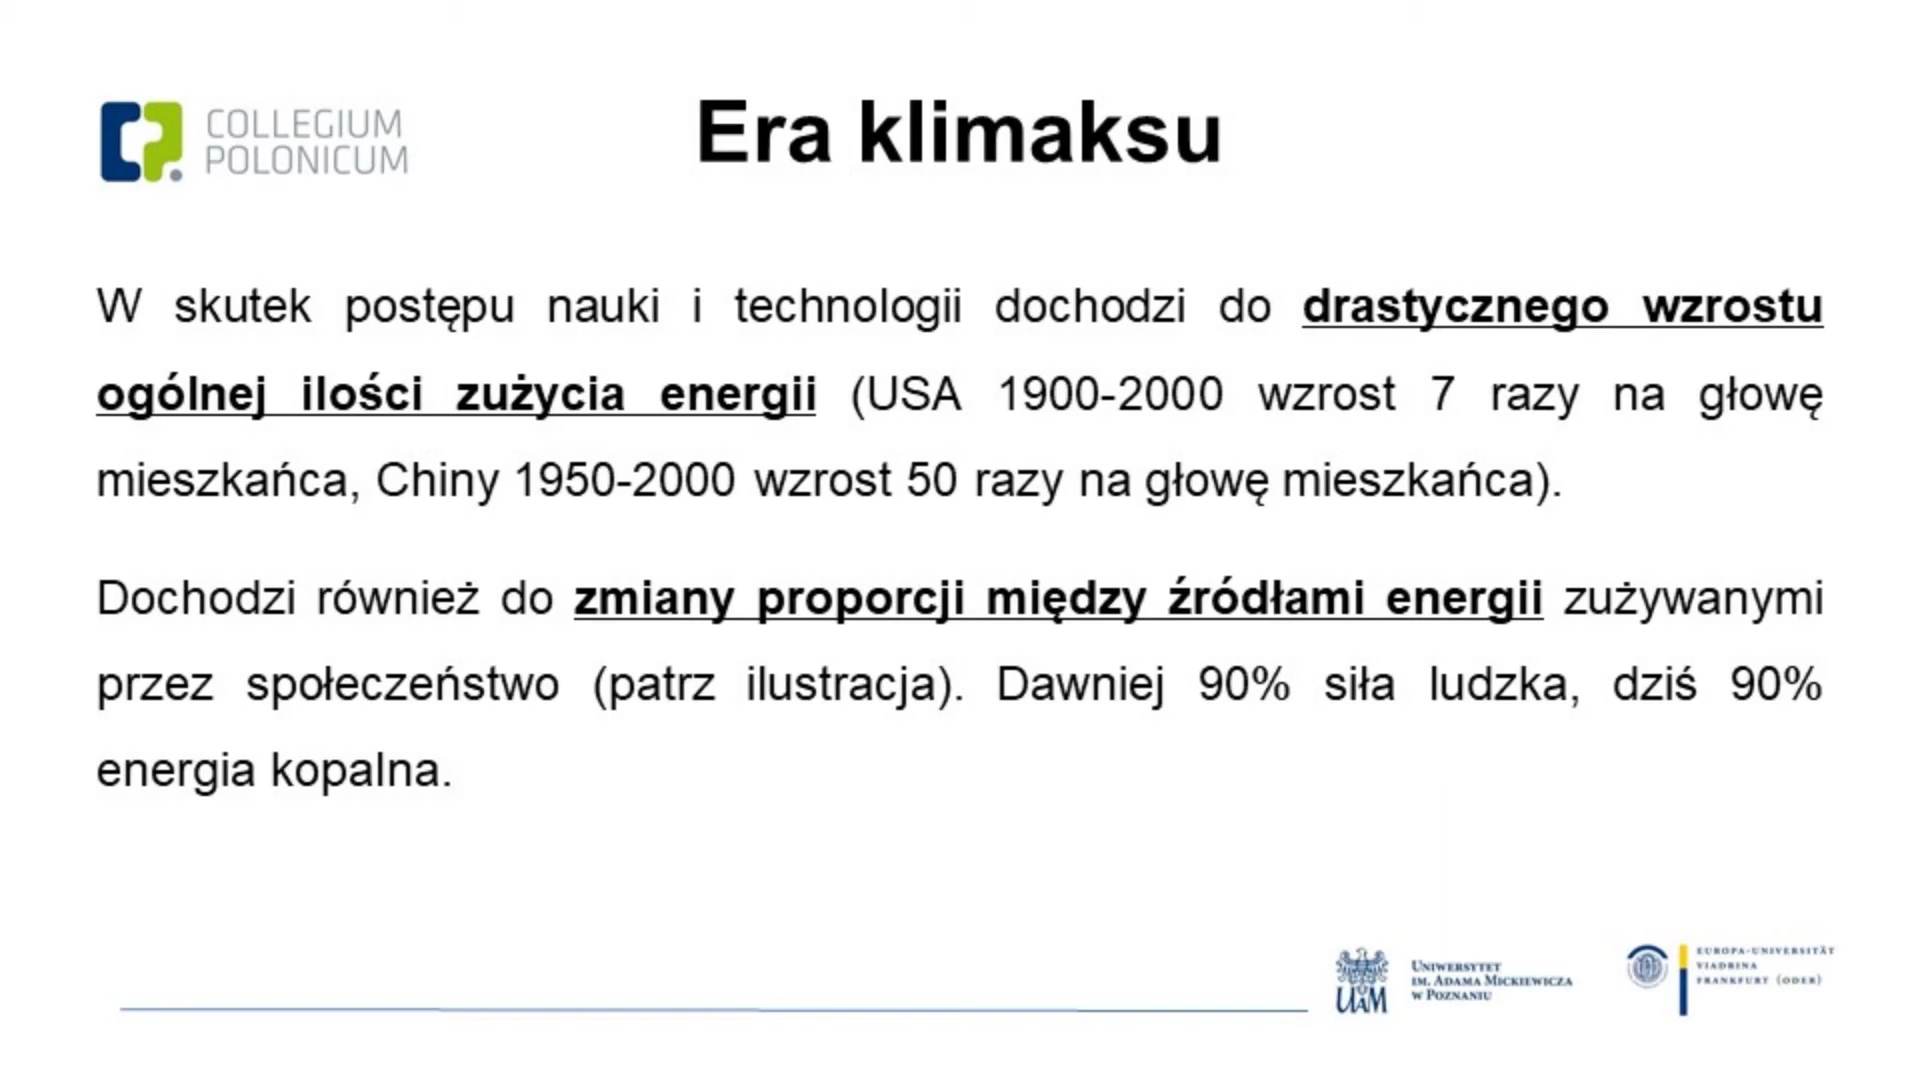 COLLEGIUM
POLONICUM
Era klimaksu
W skutek postępu nauki i technologii dochodzi do drastycznego wzrostu
ogólnej ilości zużycia energii (USA 1900-2000 wzrost 7 razy na głowę
mieszkańca, Chiny 1950-2000 wzrost 50 razy na głowę mieszkańca).
Dochodzi również do zmiany proporcji między źródłami energii zużywanymi
przez społeczeństwo (patrz ilustracja). Dawniej 90% siła ludzka, dziś 90%
energia kopalna.
UAM
UNIWERSYTET
IM. ADAMA MICKIEWICZA
W POZNANIU
EUROPA-UNIVERSITÄT
VIADRINA
FRANKFURT (ODER)